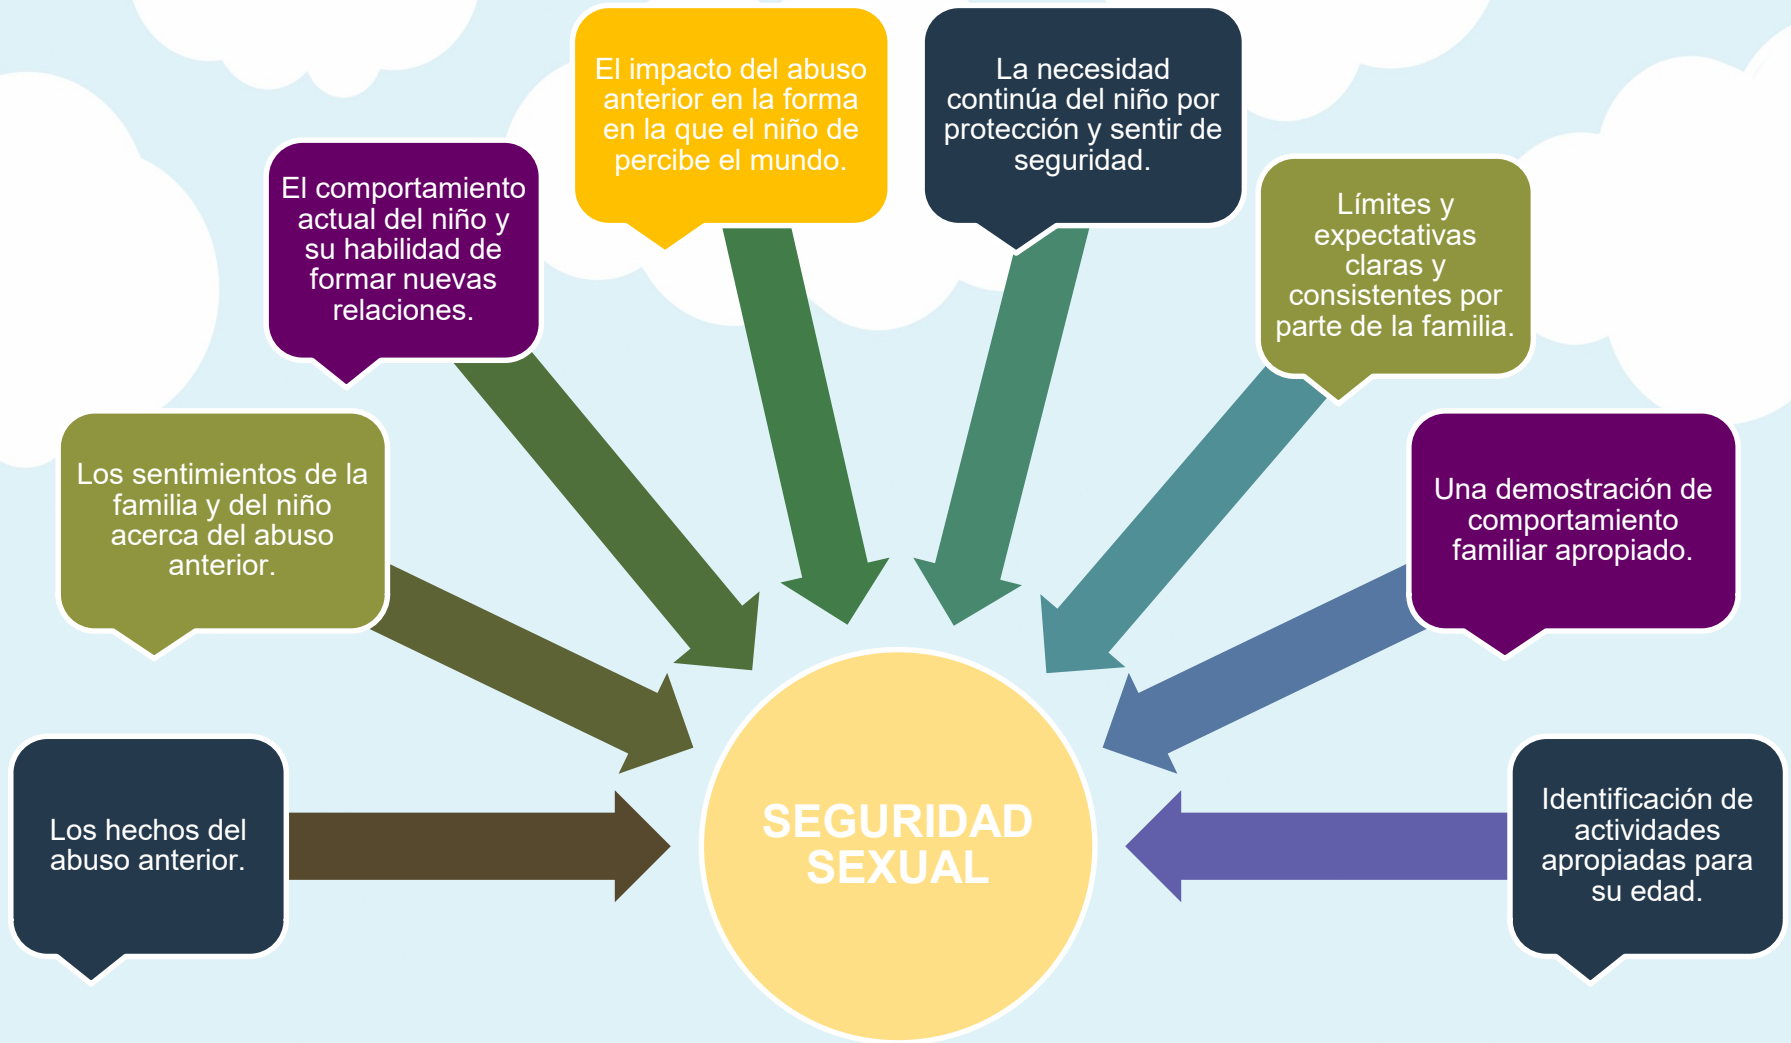 El impacto del abuso
anterior en la forma
en la que el niño de
percibe el mundo.
La necesidad
continúa del niño por
protección y sentir de
seguridad.
El comportamiento
actual del niño y
su habilidad de
formar nuevas
relaciones.
Límites y
expectativas
claras y
consistentes por
parte de la familia.
Los sentimientos de la
familia y del niño
acerca del abuso
anterior.
Una demostración de
comportamiento
familiar apropiado.
Los hechos del
abuso anterior.
SEGURIDAD
SEXUAL
Identificación de
actividades
apropiadas para
su edad.